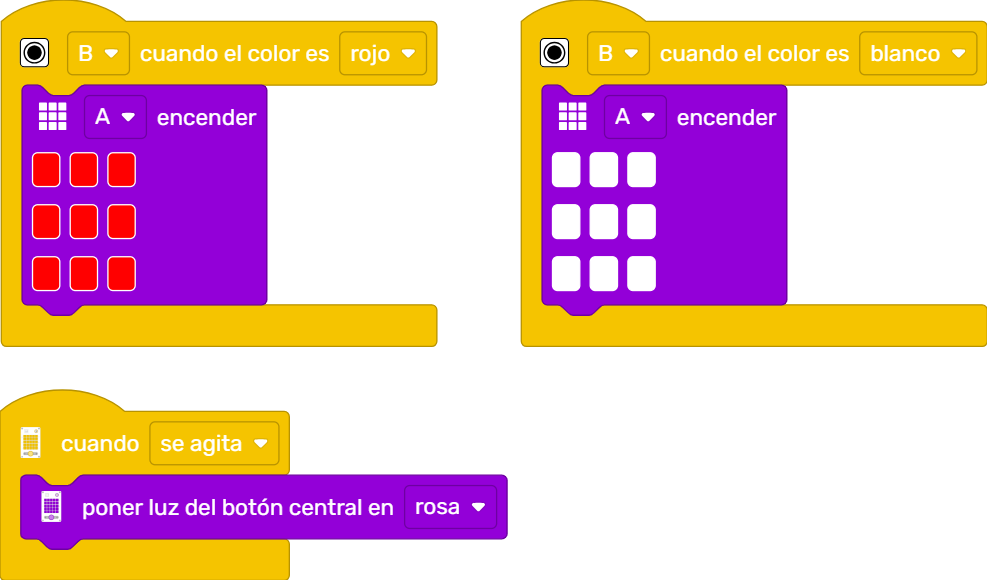 B cuando el color es rojo
A encender
B cuando el color es blanco
A encender
cuando se agita
poner luz del botón central en rosa